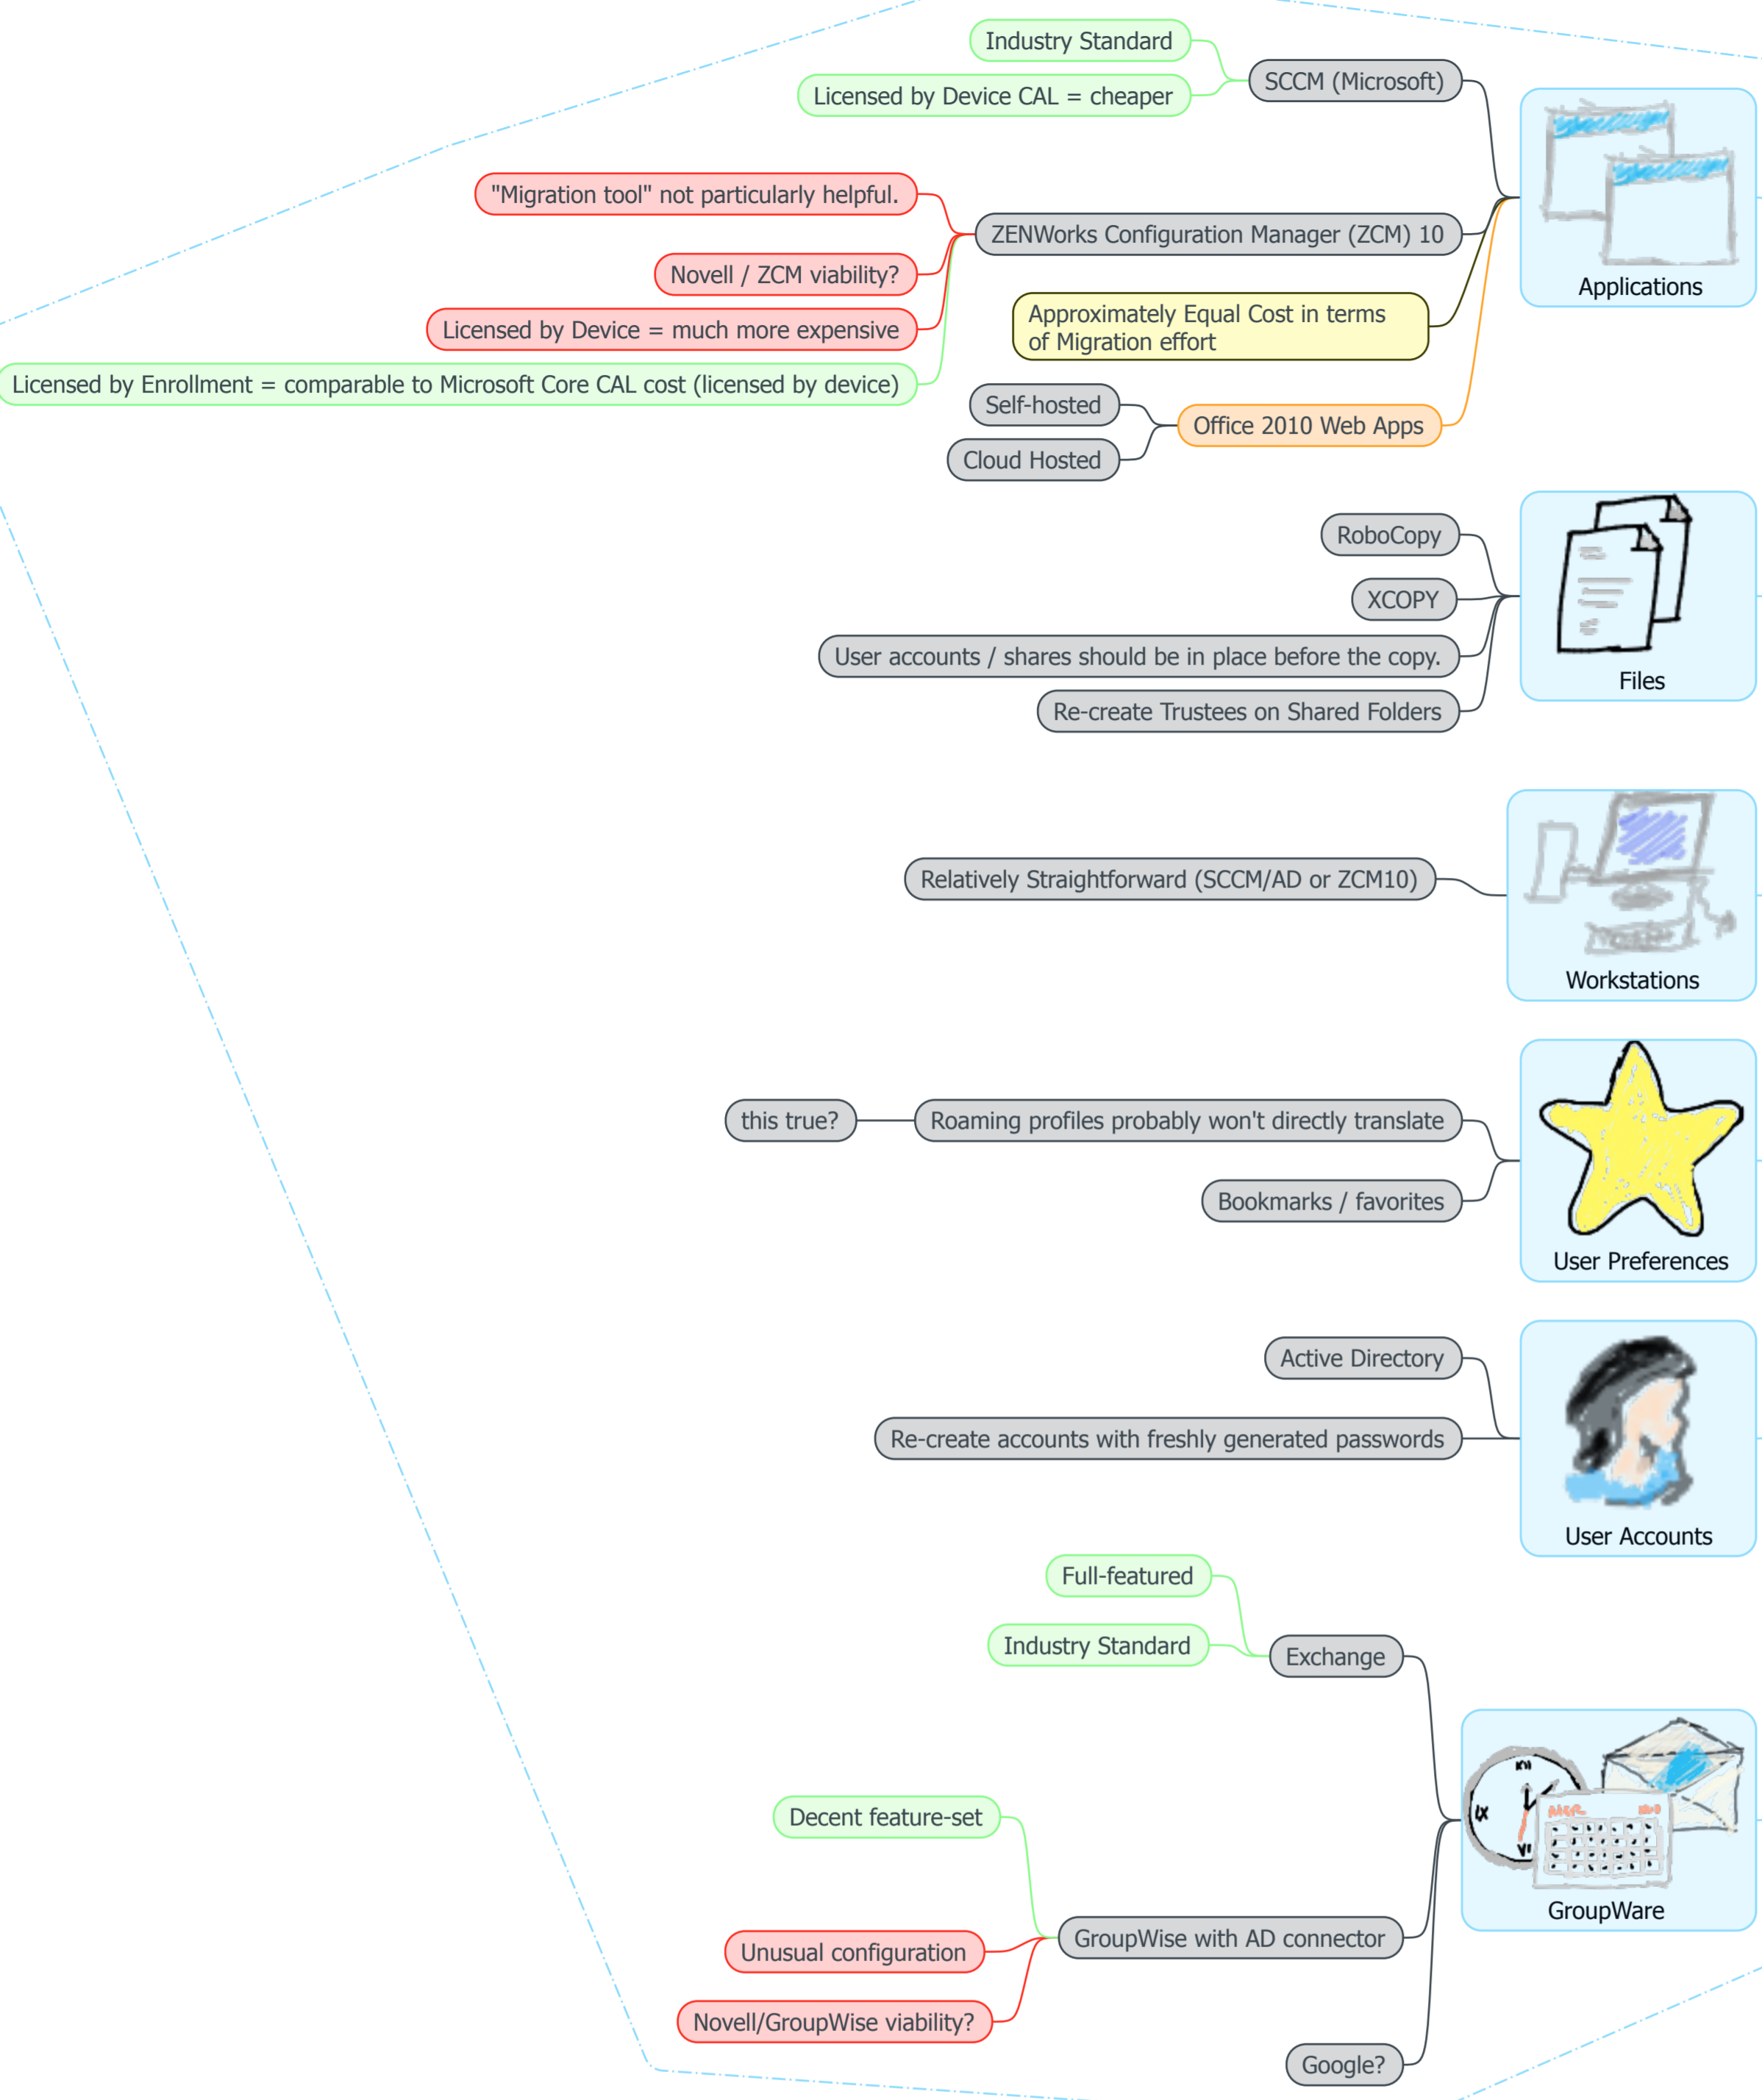 Industry Standard
SCCM (Microsoft)
Licensed by Device CAL = cheaper
"Migration tool" not particularly helpful.
ZENWorks Configuration Manager (ZCM) 10
Novell / ZCM viability?
Applications
Approximately Equal Cost in terms
of Migration effort
Licensed by Device = much more expensive
Licensed by Enrollment = comparable to Microsoft Core CAL cost (licensed by device)
Self-hosted
Office 2010 Web Apps
Cloud Hosted
RoboCopy
XCOPY
User accounts / shares should be in place before the copy.
Files
Re-create Trustees on Shared Folders
Relatively Straightforward (SCCM/AD or ZCM10)
Workstations
this true?
Roaming profiles probably won't directly translate
Bookmarks / favorites
User Preferences
Active Directory
Re-create accounts with freshly generated passwords
User Accounts
Full-featured
Industry Standard
Exchange
XII
IX
VI
Decent feature-set
GroupWare
Unusual configuration
GroupWise with AD connector
Novell/GroupWise viability?
Google?